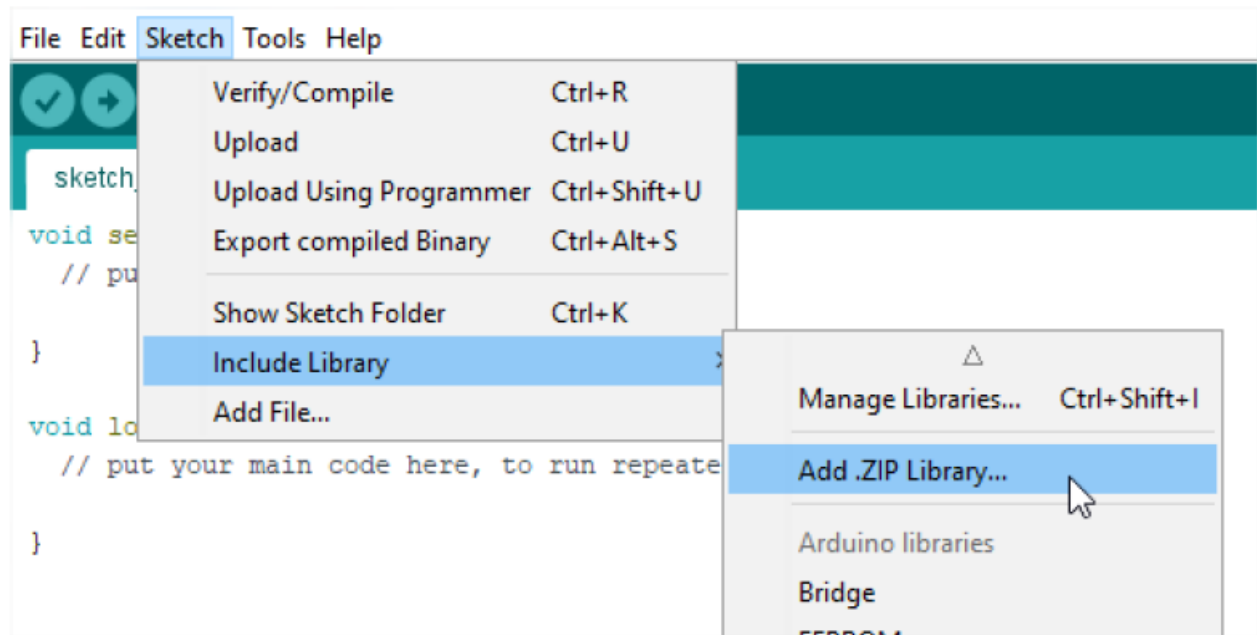 File Edit Sketch Tools Help
Verify/Compile Ctrl+R
Upload Ctrl+U
Upload Using Programmer Ctrl+Shift+U
Export compiled Binary Ctrl+Alt+S
Show Sketch Folder Ctrl+K
Include Library
Add File...
sketch_
void se
// pu
}
void lo
// put your main code here, to run repeate
}
Manage Libraries... Ctrl+Shift+I
Add .ZIP Library...
Arduino libraries
Bridge